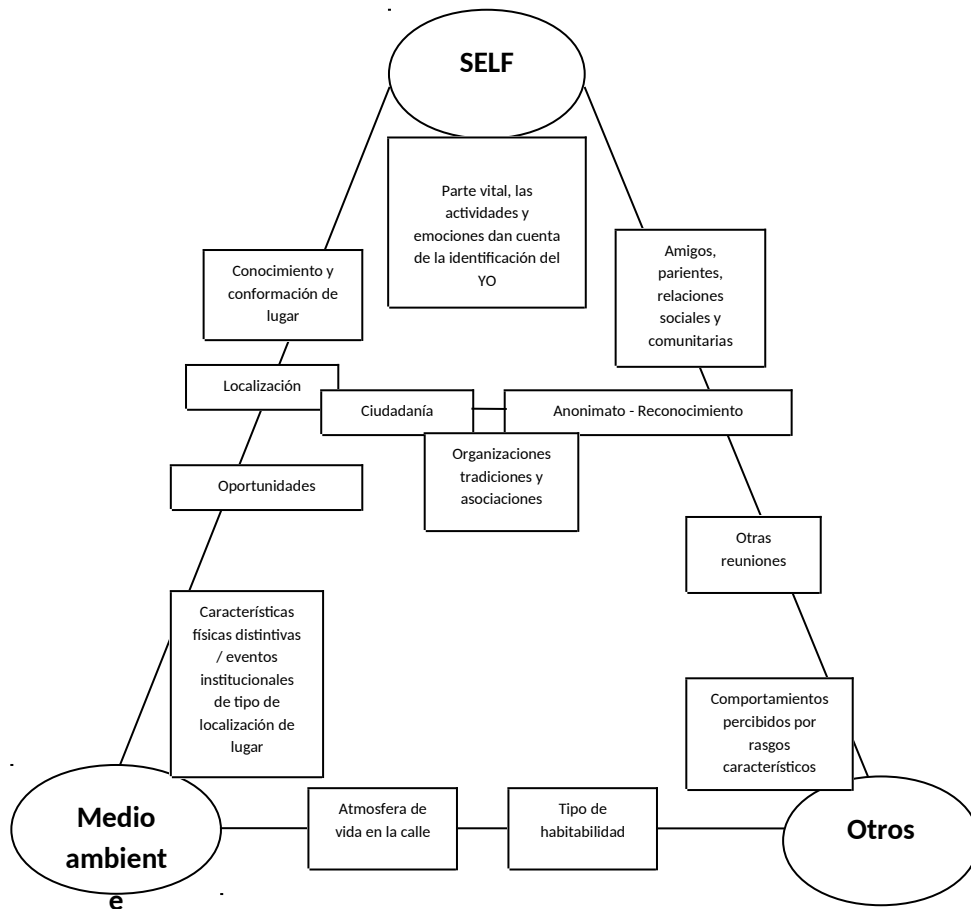 SELF
Parte vital, las
actividades y
emociones dan cuenta
de la identificación del
YO
Conocimiento y
conformación de
lugar
Amigos,
parientes,
relaciones
sociales y
comunitarias
Localización
Ciudadanía
Anonimato - Reconocimiento
Organizaciones
tradiciones y
asociaciones
Oportunidades
Otras
reuniones
Características
físicas distintivas
/ eventos
institucionales
de tipo de
localización de
lugar
Comportamientos
percibidos por
rasgos
característicos
Medio
ambient
e
Atmosfera de
vida en la calle
Tipo de
habitabilidad
Otros